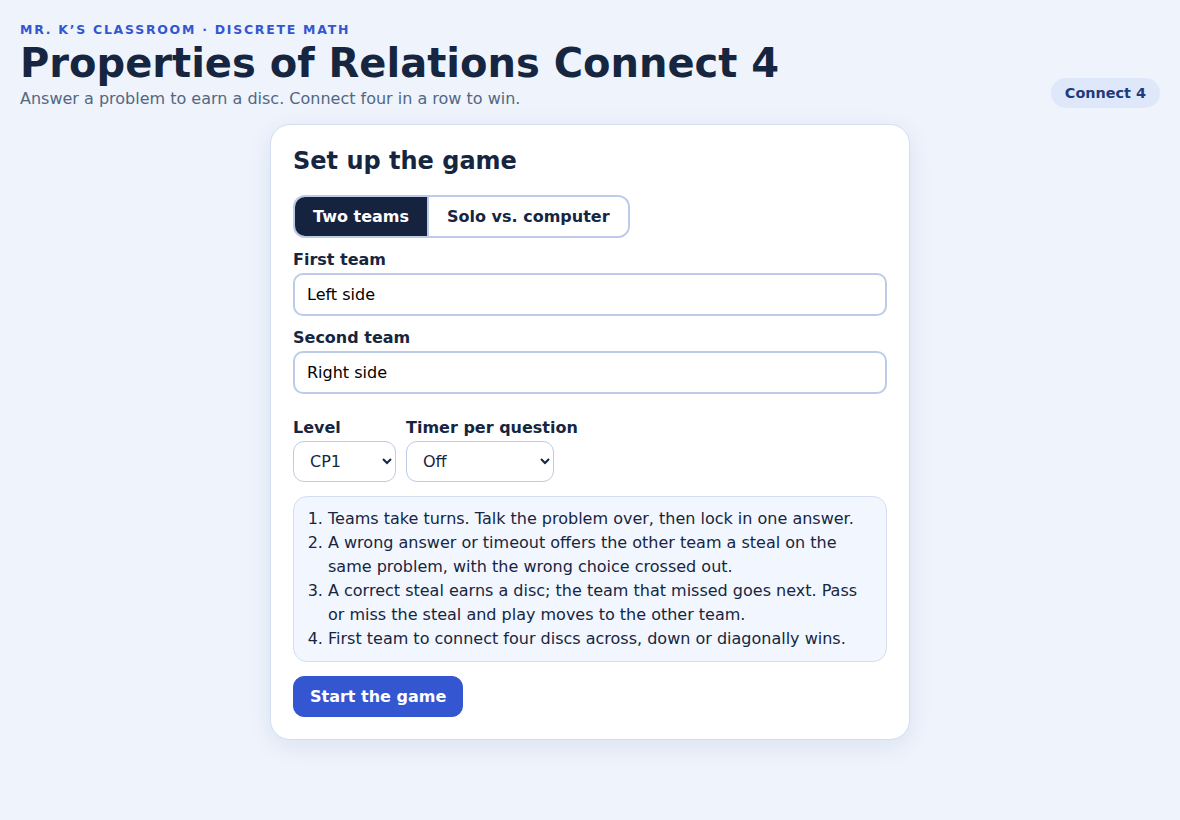 MR. K’S CLASSROOM · DISCRETE MATH
Properties of Relations Connect 4
Answer a problem to earn a disc. Connect four in a row to win.
Connect 4
Set up the game
Two teams
Solo vs. computer
First team
Left side
Second team
Right side
Level
Timer per question
CP1
Off
1. Teams take turns. Talk the problem over, then lock in one answer.
2. A wrong answer or timeout offers the other team a steal on the
same problem, with the wrong choice crossed out.
3. A correct steal earns a disc; the team that missed goes next. Pass
or miss the steal and play moves to the other team.
4. First team to connect four discs across, down or diagonally wins.
Start the game